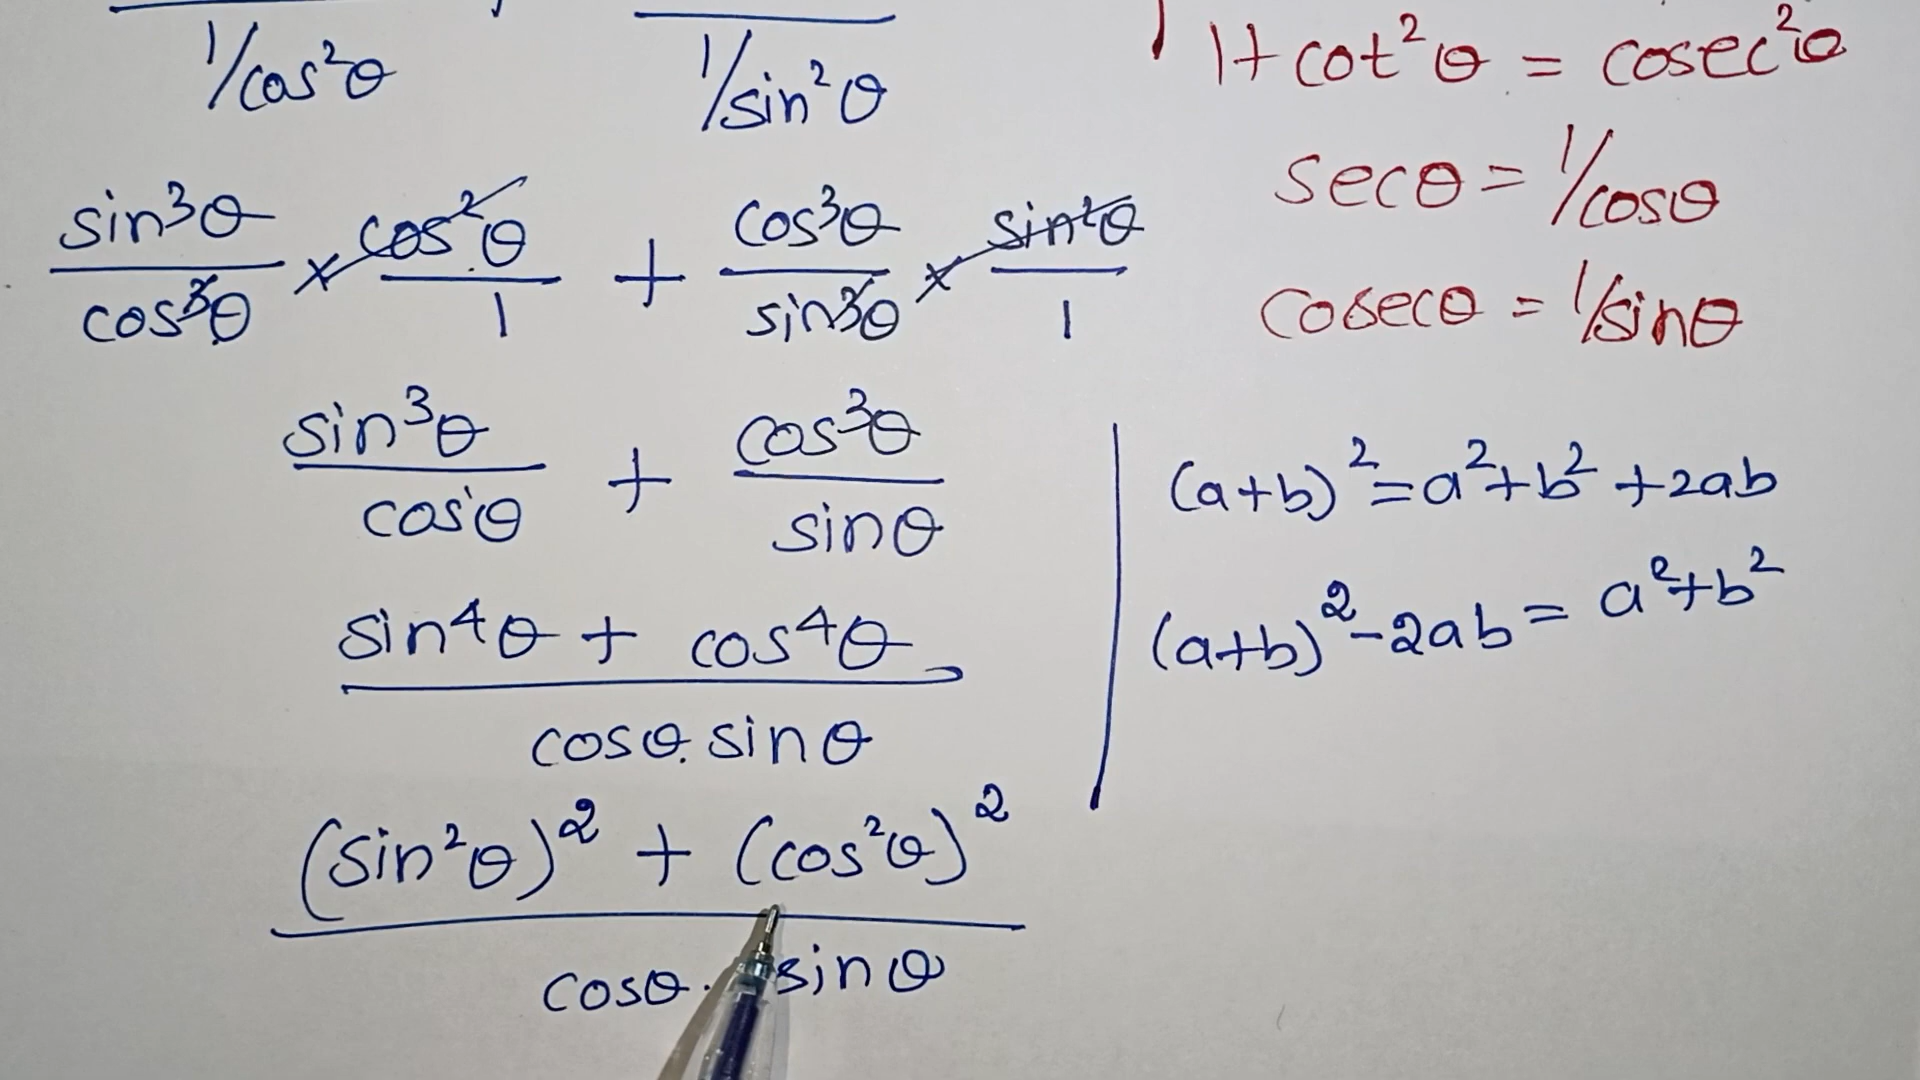 1/cos²θ 1/sin²θ
sin³θ/cos³θ × cos²θ/1 + cos³θ/sin³θ × sin²θ/1
sin³θ/cosθ + cos³θ/sinθ
sin⁴θ + cos⁴θ
cosθ.sinθ
(sin²θ)² + (cos²θ)²
cosθ. sinθ
1+cot²θ = cosec²θ
secθ = 1/cosθ
cosecθ = 1/sinθ
(a+b)²=a²+b²+2ab
(a+b)²-2ab= a²+b²